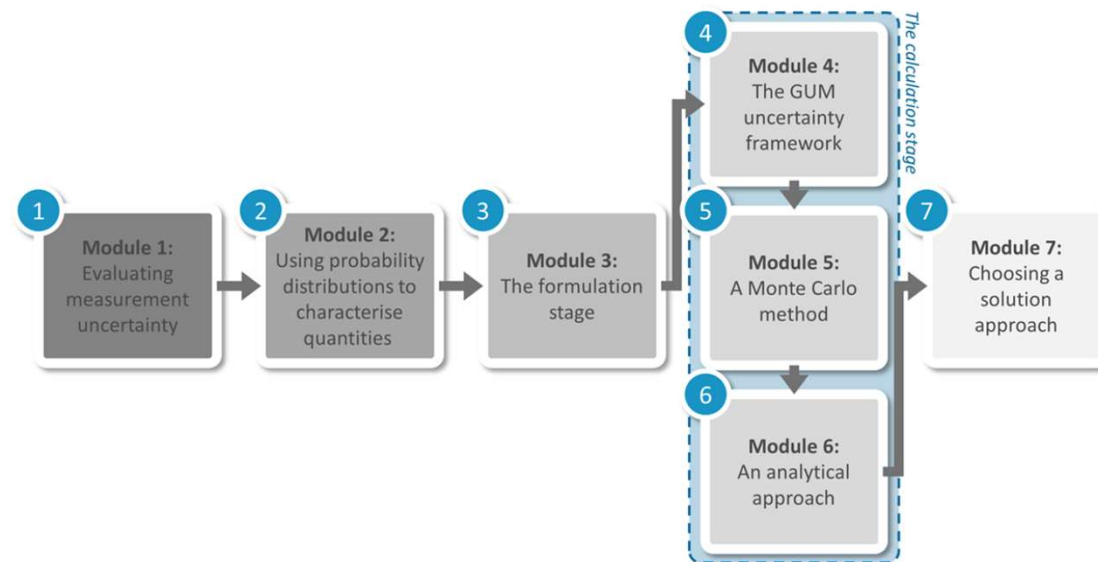 1
Module 1:
Evaluating
measurement
uncertainty
2
Module 2:
Using probability
distributions to
characterise
quantities
3
Module 3:
The formulation
stage
The calculation stage
4
Module 4:
The GUM
uncertainty
framework
5
Module 5:
A Monte Carlo
method
6
Module 6:
An analytical
approach
7
Module 7:
Choosing a
solution
approach